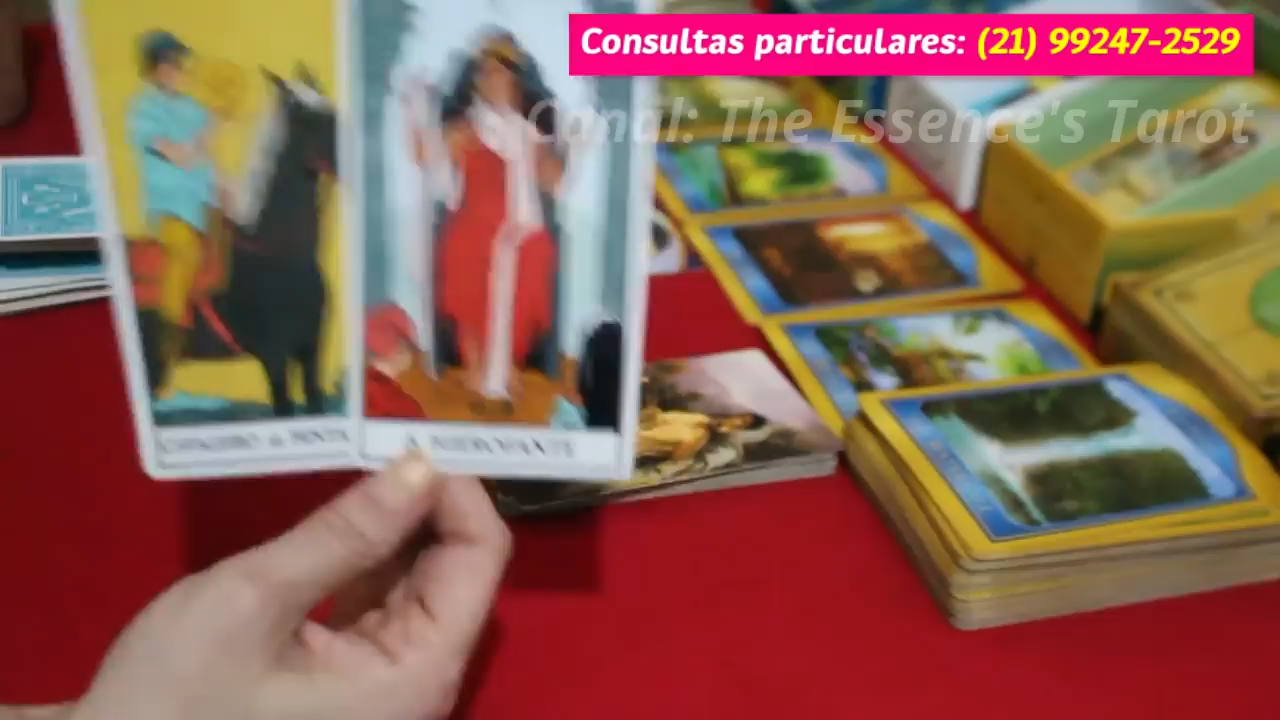 Consultas particulares: (21) 99247-2529
Canal: The Essence's Tarot